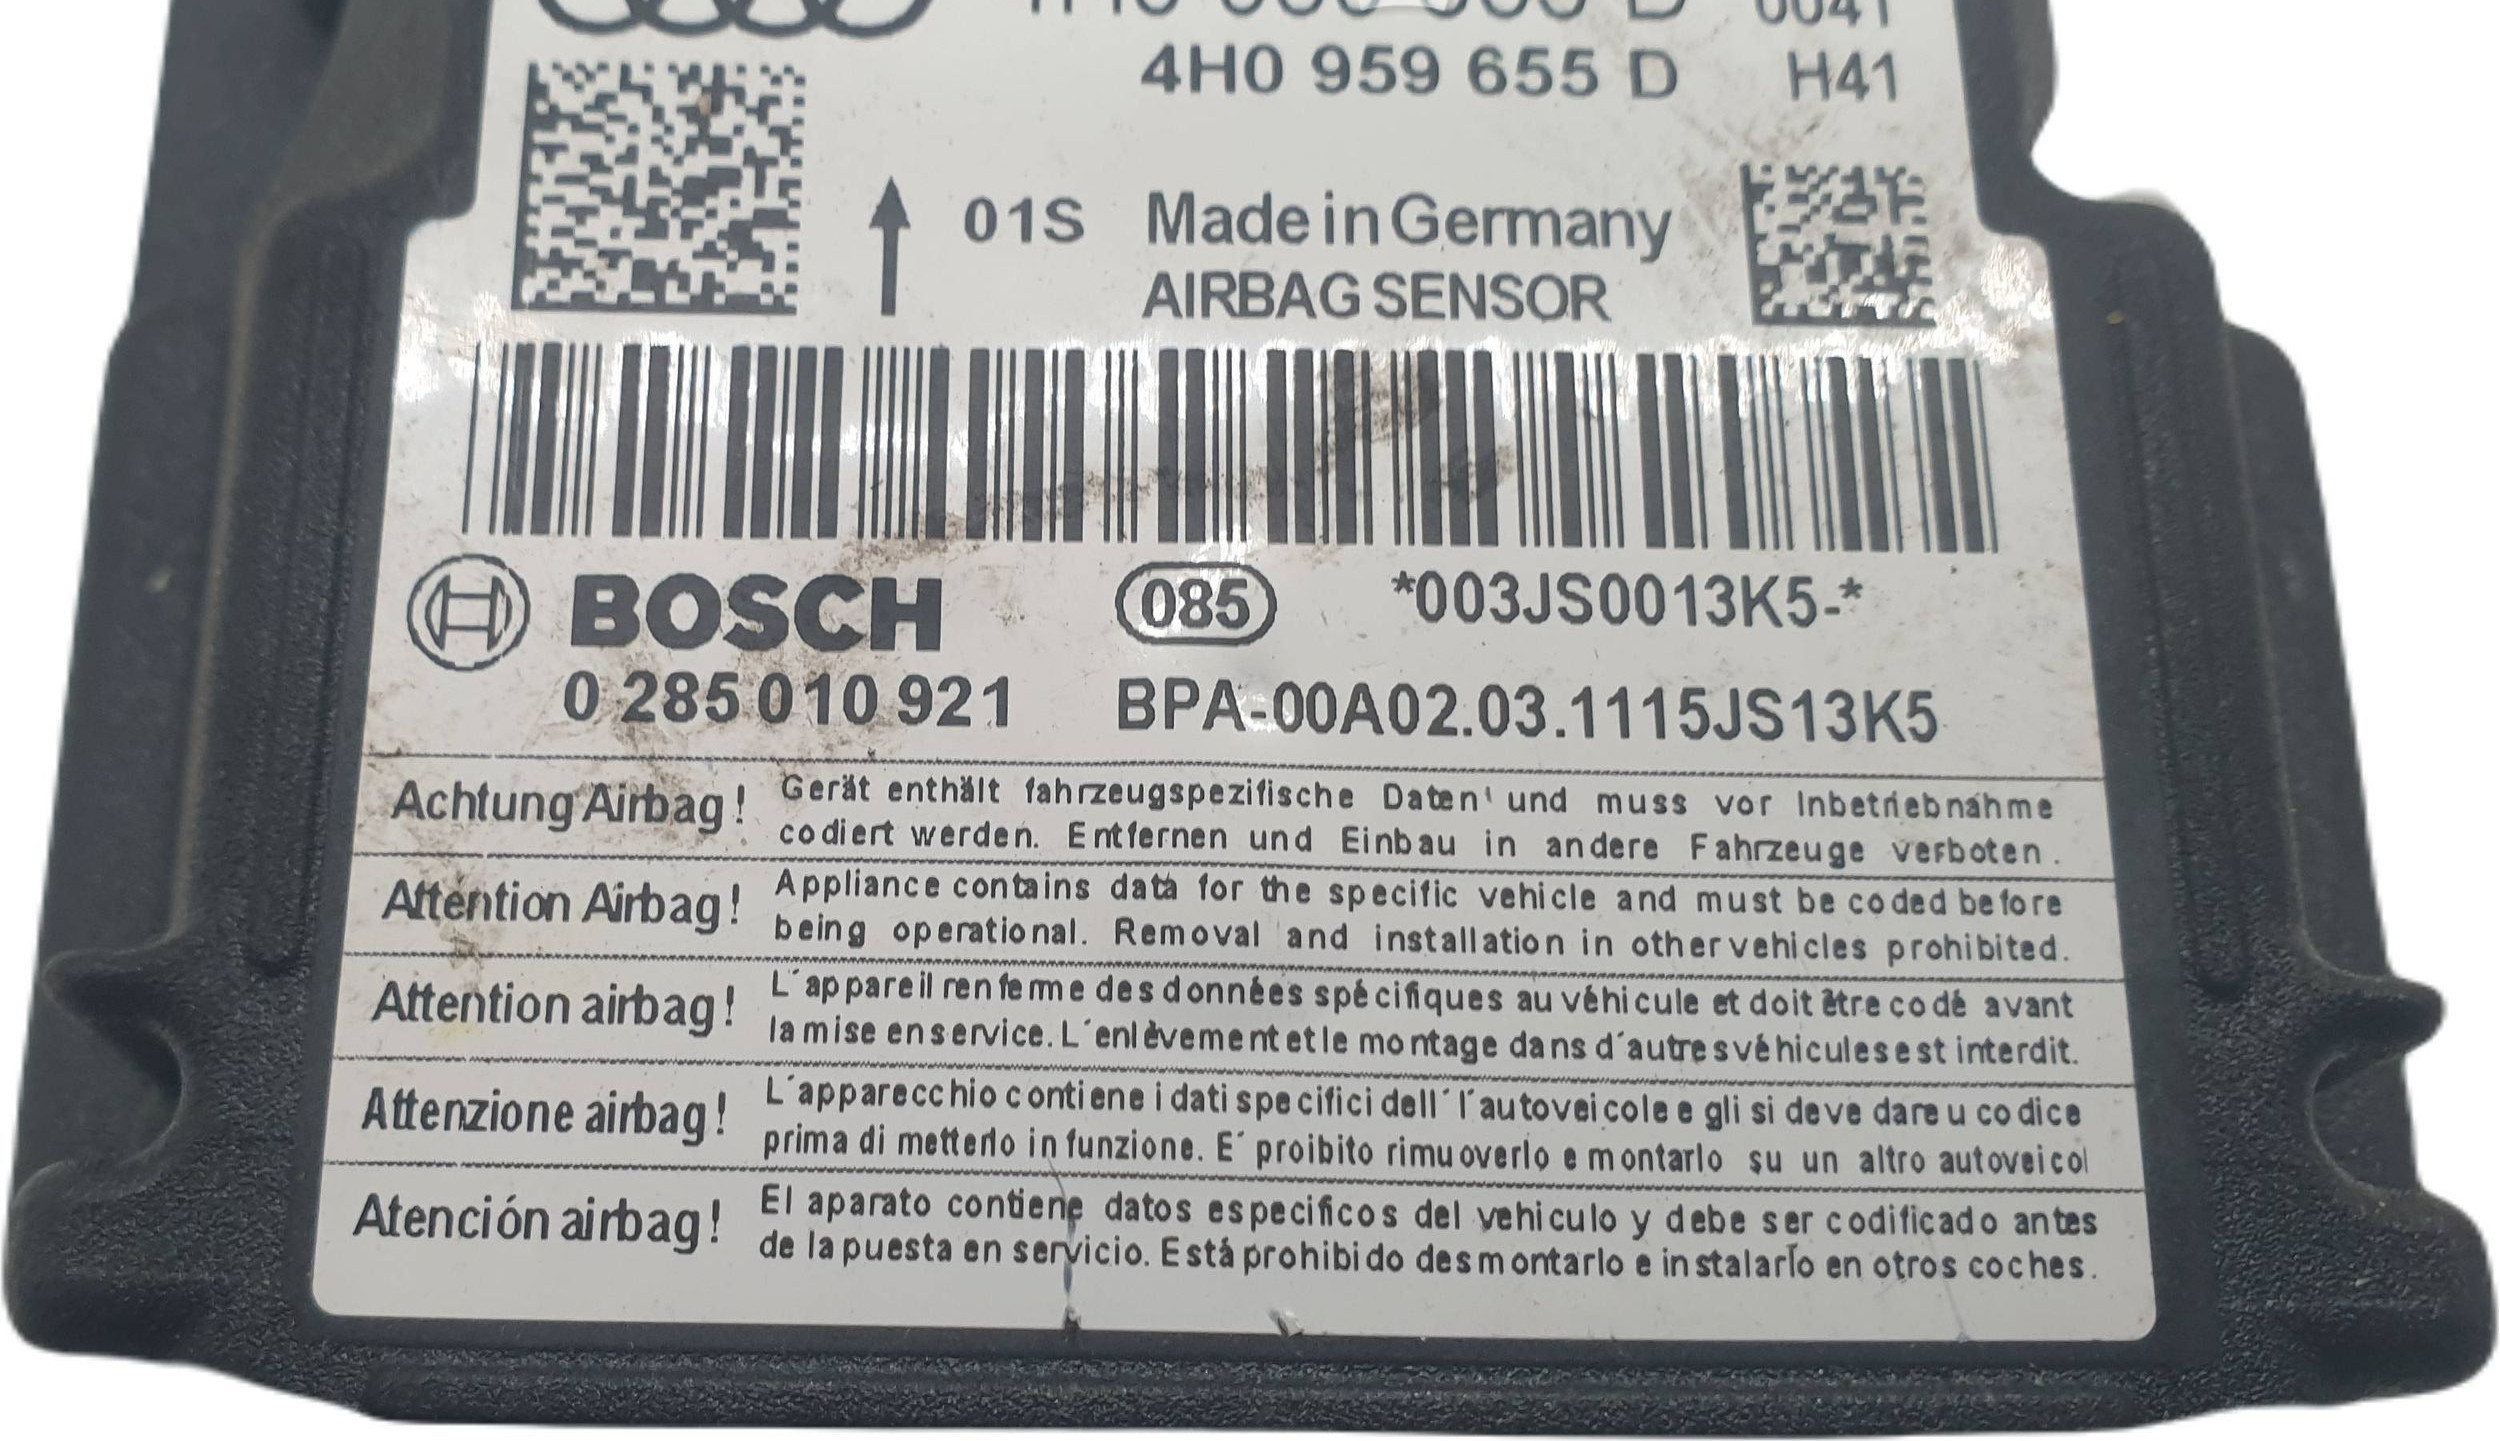 4H0 959 655 D H41
01S Made in Germany
AIRBAG SENSOR
BOSCH 085 *003JS0013K5-*
0 285 010 921 BPA-00A02.03.1115JS13K5
Achtung Airbag! Gerät enthält fahrzeugspezifische Daten und muss vor Inbetriebnahme
codiert werden. Entfernen und Einbau in andere Fahrzeuge verboten.
Attention Airbag! Appliance contains data for the specific vehicle and must be coded before
being operational. Removal and installation in other vehicles prohibited.
Attention airbag! L´appareil renferme des données spécifiques au véhicule et doit être codé avant
la mise en service. L´enlèvement et le montage dans d´autres véhicules est interdit.
Attenzione airbag! L´apparecchio contiene i dati specifici dell´ l´autoveicole e gli si deve dare u codice
prima di metterlo in funzione. E´ proibito rimuoverlo e montarlo su un altro autoveicol
Atención airbag! El aparato contiene datos especificos del vehiculo y debe ser codificado antes
de la puesta en servicio. Está prohibido desmontarlo e instalarlo en otros coches.